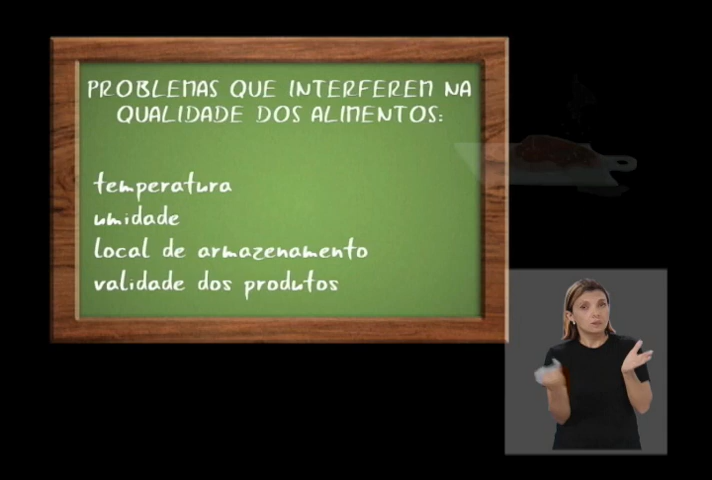 PROBLEMAS QUE INTERFEREM NA
QUALIDADE DOS ALIMENTOS:
temperatura
umidade
local de armazenamento
validade dos produtos